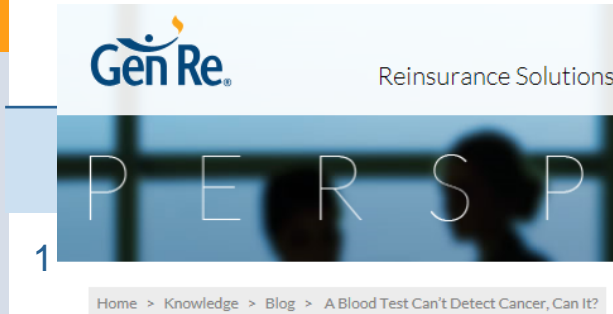 Gen Re®
Reinsurance Solutions
P E R S P
1
Home > Knowledge > Blog > A Blood Test Can't Detect Cancer, Can It?